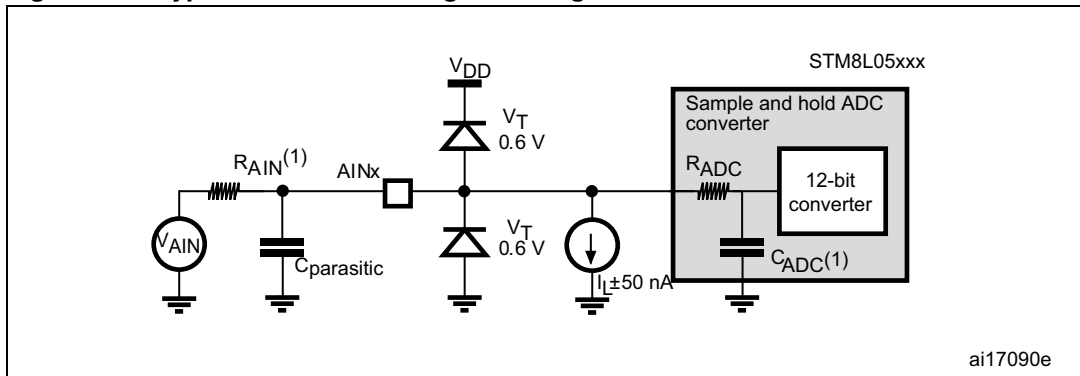 STM8L05xxx
VDD
Sample and hold ADC
converter
VT
0.6 V
RAIN(1)
AINx
RADC
12-bit
converter
VAIN
Cparasitic
VT
0.6 V
IL±50 nA
CADC(1)
ai17090e